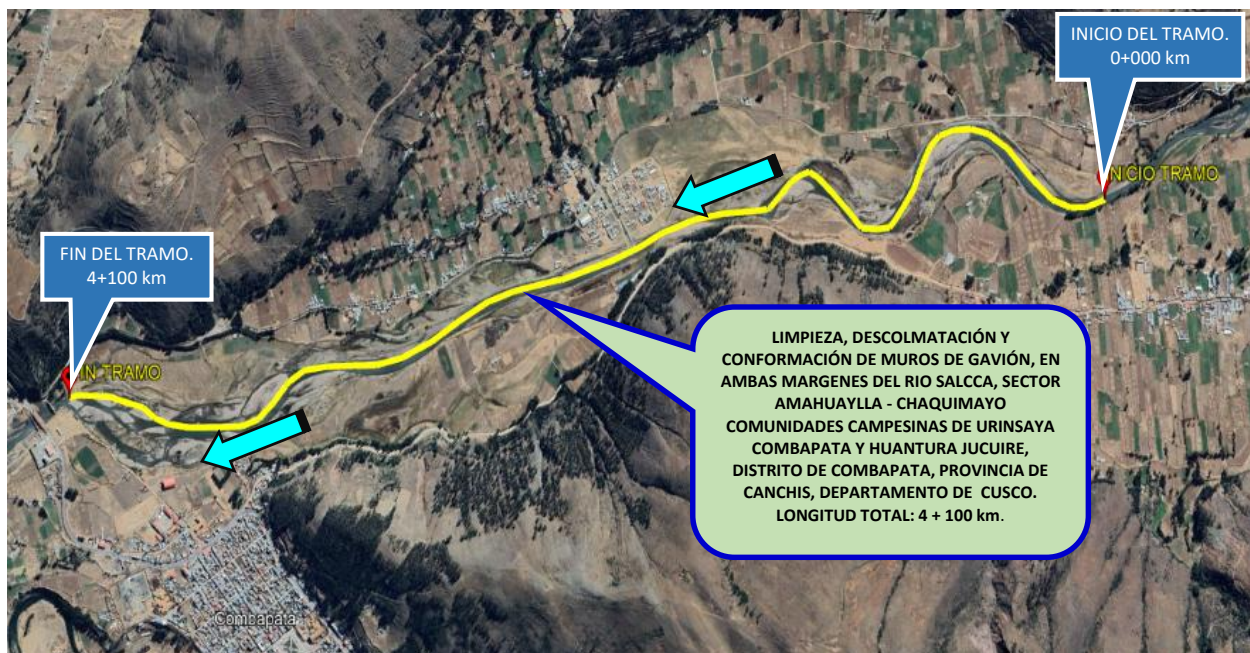 INICIO DEL TRAMO.
0+000 km
INICIO TRAMO
FIN DEL TRAMO.
4+100 km
FIN TRAMO
LIMPIEZA, DESCOLMATACIÓN Y
CONFORMACIÓN DE MUROS DE GAVIÓN, EN
AMBAS MARGENES DEL RIO SALCCA, SECTOR
AMAHUAYLLA - CHAQUIMAYO
COMUNIDADES CAMPESINAS DE URINSAYA
COMBAPATA Y HUANTURA JUCUIRE,
DISTRITO DE COMBAPATA, PROVINCIA DE
CANCHIS, DEPARTAMENTO DE CUSCO.
LONGITUD TOTAL: 4 + 100 km.
Combapata